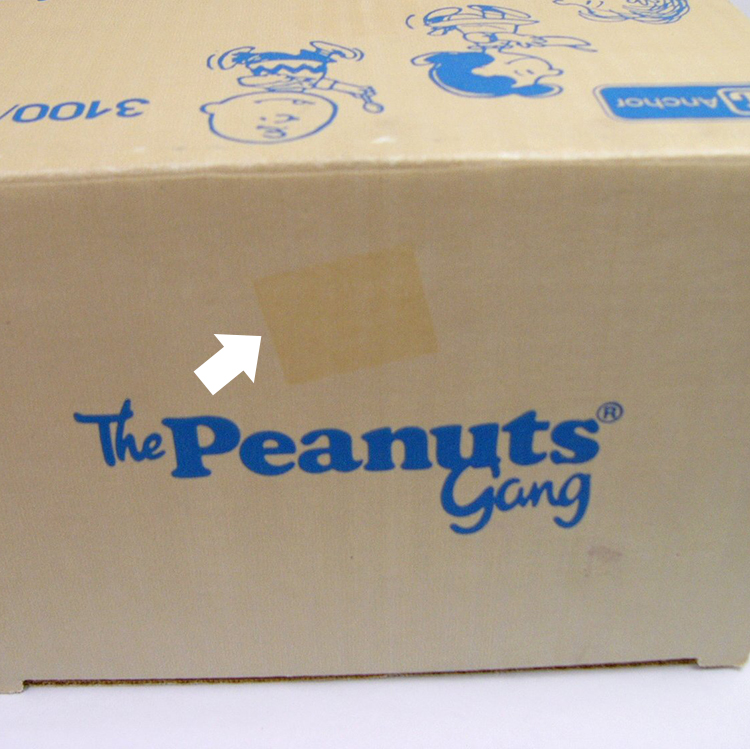 3100/
Anchor
The Peanuts®
Gang